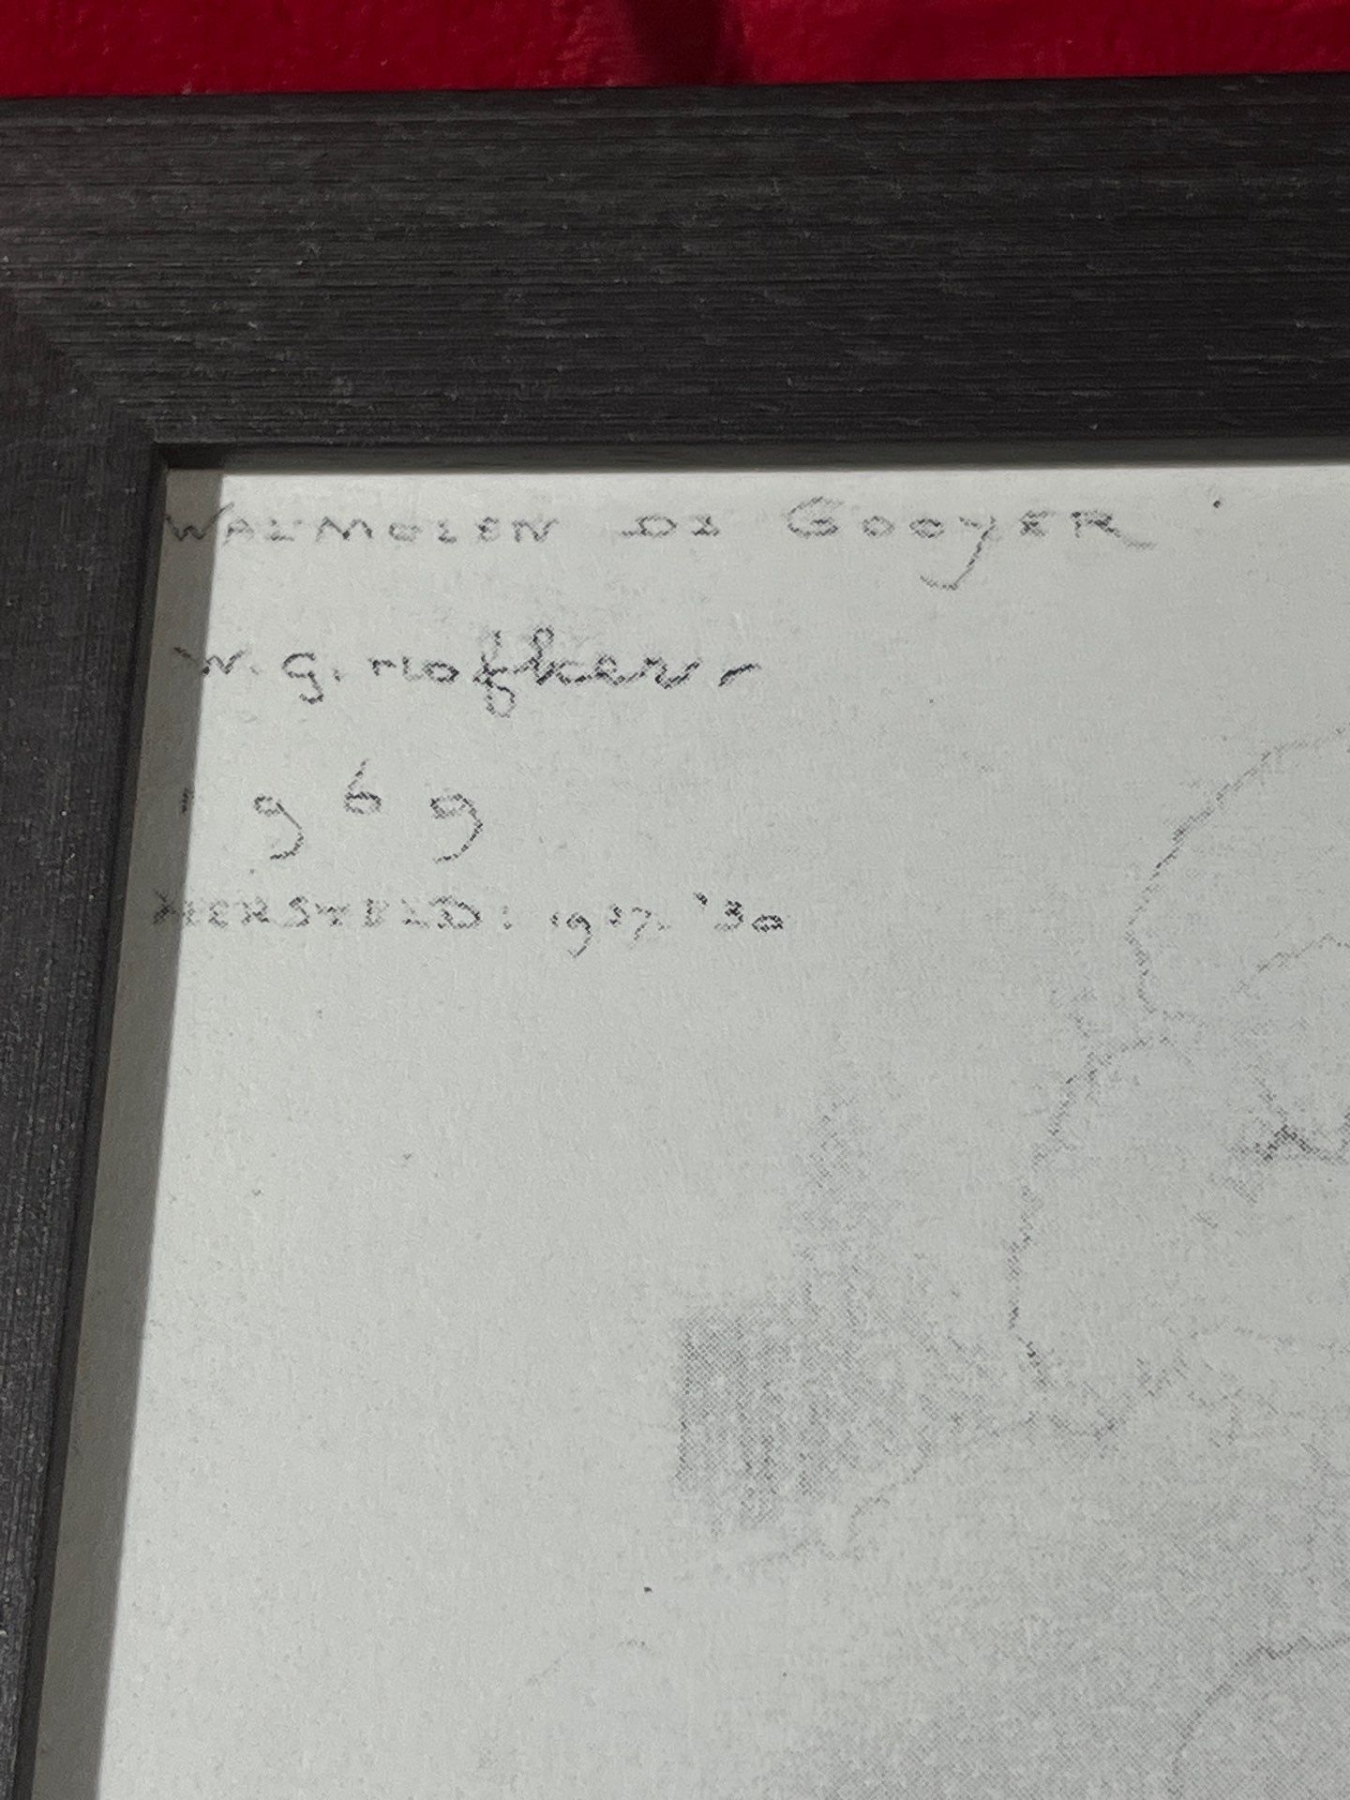 WALMOLEN DE GOOYER
W. G. Hofker.
1969
HERSTELD: 1927. '30